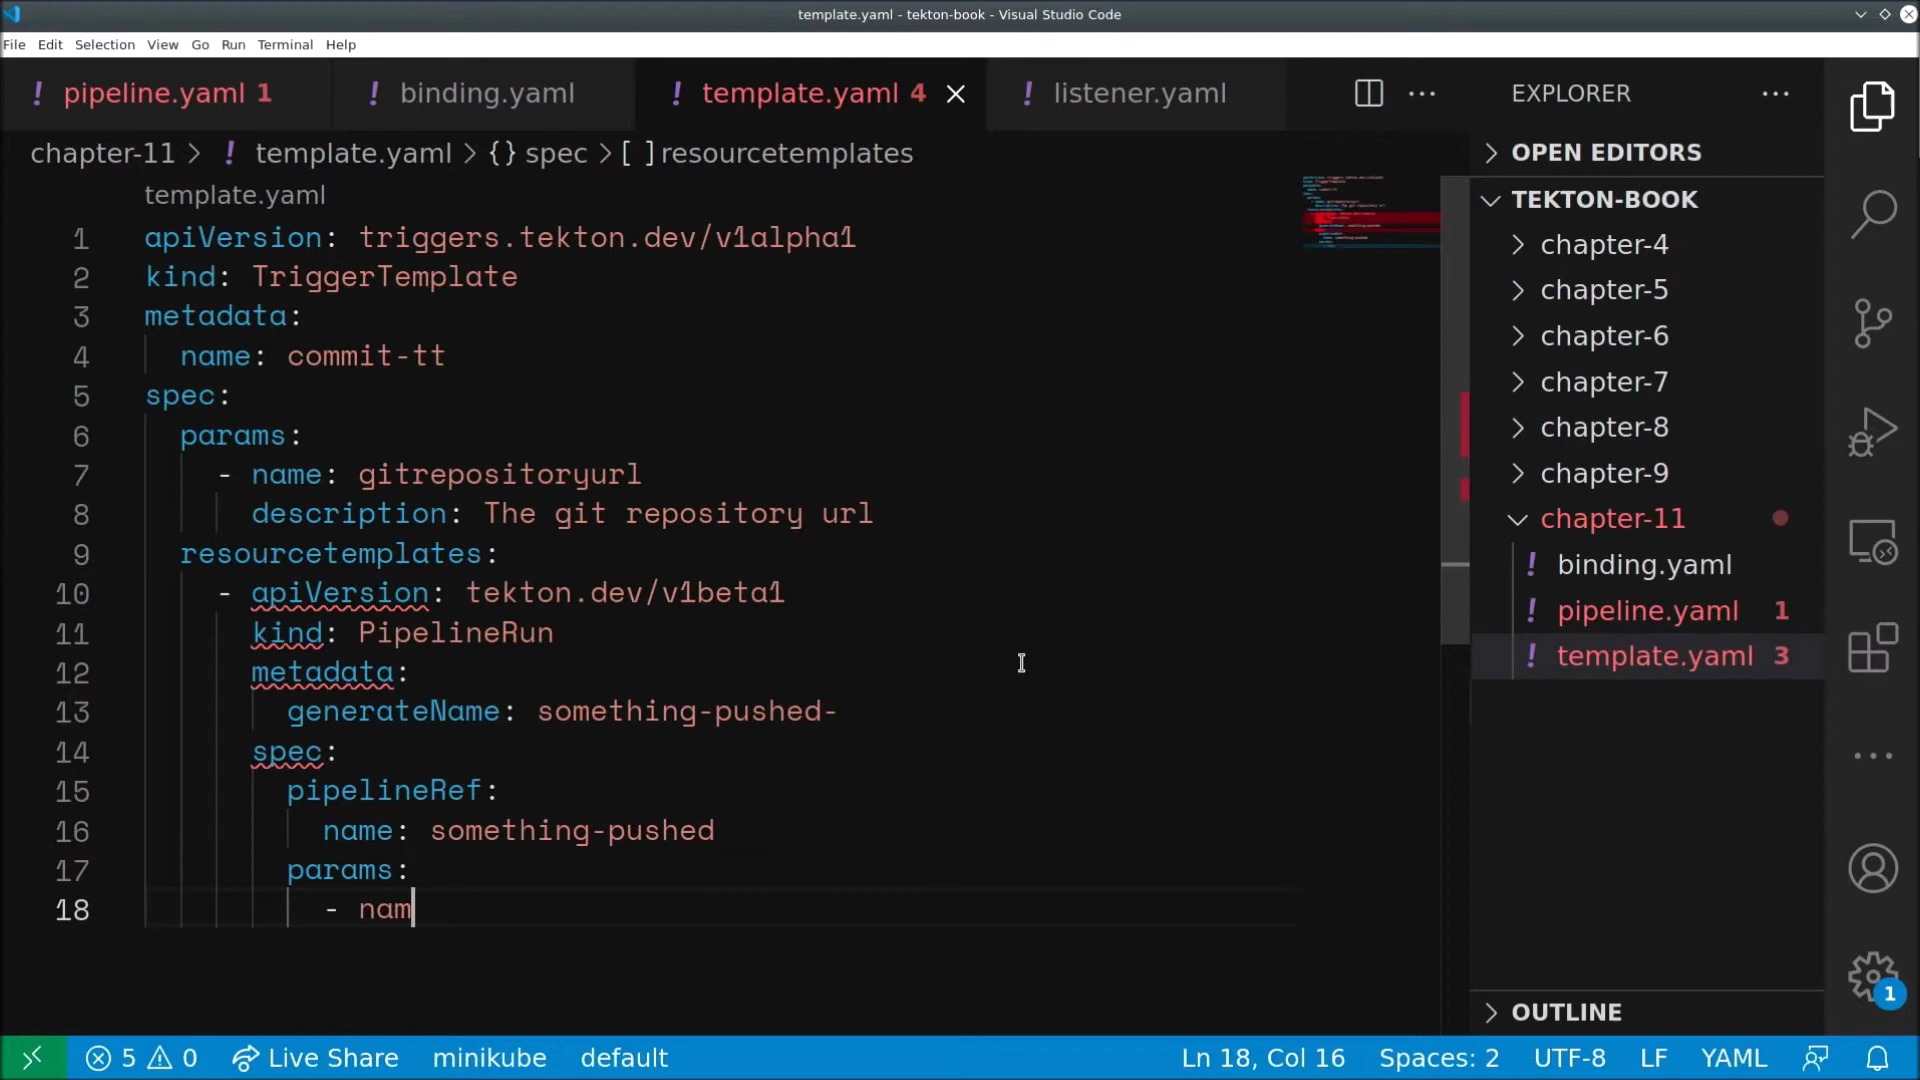 template.yaml - tekton-book - Visual Studio Code
File Edit Selection View Go Run Terminal Help
! pipeline.yaml 1 ! binding.yaml ! template.yaml 4 ! listener.yaml ···
chapter-11 > ! template.yaml > {} spec > [ ] resourcetemplates
template.yaml
1 apiVersion: triggers.tekton.dev/v1alpha1
2 kind: TriggerTemplate
3 metadata:
4   name: commit-tt
5 spec:
6   params:
7     - name: gitrepositoryurl
8       description: The git repository url
9   resourcetemplates:
10     - apiVersion: tekton.dev/v1beta1
11       kind: PipelineRun
12       metadata:
13         generateName: something-pushed-
14       spec:
15         pipelineRef:
16           name: something-pushed
17         params:
18           - nam
EXPLORER ···
OPEN EDITORS
TEKTON-BOOK
chapter-4
chapter-5
chapter-6
chapter-7
chapter-8
chapter-9
chapter-11
! binding.yaml
! pipeline.yaml 1
! template.yaml 3
OUTLINE
1
5 0 Live Share minikube default Ln 18, Col 16 Spaces: 2 UTF-8 LF YAML